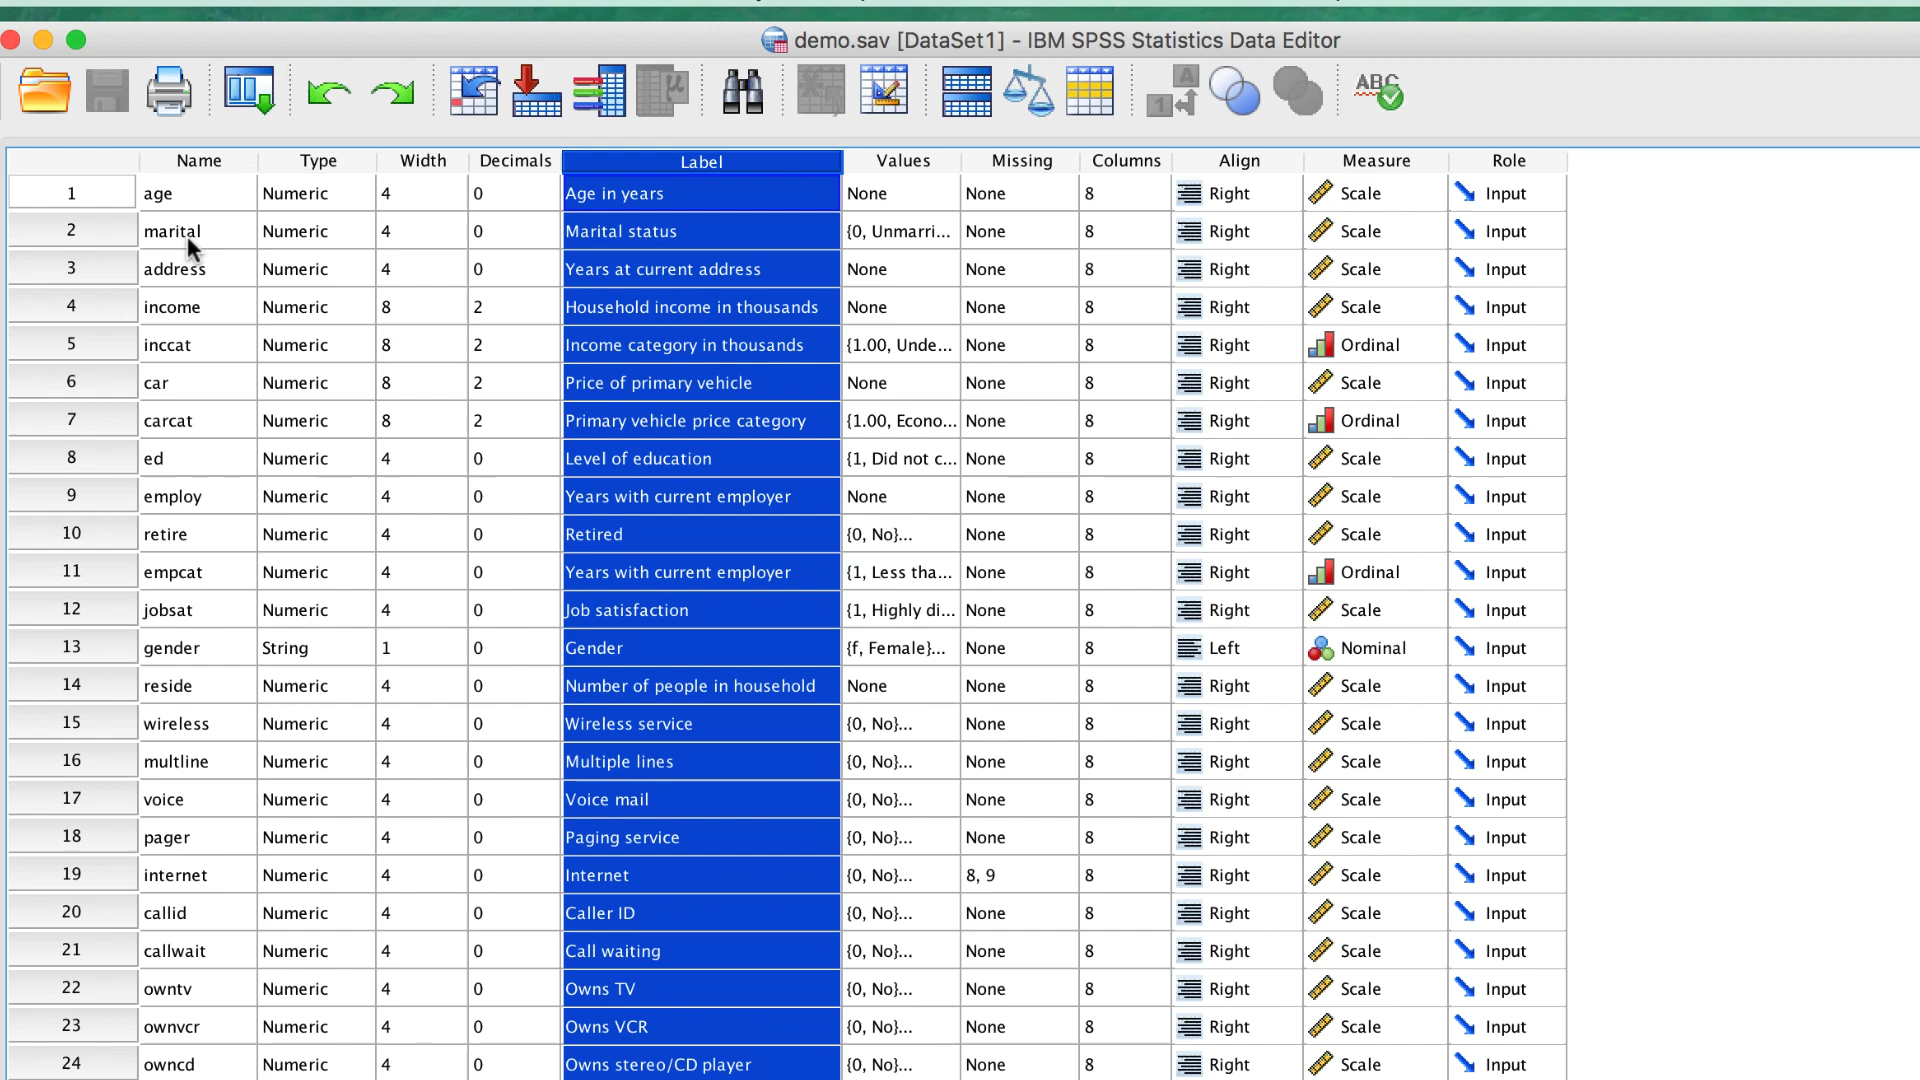 demo.sav [DataSet1] - IBM SPSS Statistics Data Editor
A
1
ABC
μ
Name Type Width Decimals Label Values Missing Columns Align Measure Role
1 age Numeric 4 0 Age in years None None 8 Right Scale Input
2 marital Numeric 4 0 Marital status {0, Unmarri... None 8 Right Scale Input
3 address Numeric 4 0 Years at current address None None 8 Right Scale Input
4 income Numeric 8 2 Household income in thousands None None 8 Right Scale Input
5 inccat Numeric 8 2 Income category in thousands {1.00, Unde... None 8 Right Ordinal Input
6 car Numeric 8 2 Price of primary vehicle None None 8 Right Scale Input
7 carcat Numeric 8 2 Primary vehicle price category {1.00, Econo... None 8 Right Ordinal Input
8 ed Numeric 4 0 Level of education {1, Did not c... None 8 Right Scale Input
9 employ Numeric 4 0 Years with current employer None None 8 Right Scale Input
10 retire Numeric 4 0 Retired {0, No}... None 8 Right Scale Input
11 empcat Numeric 4 0 Years with current employer {1, Less tha... None 8 Right Ordinal Input
12 jobsat Numeric 4 0 Job satisfaction {1, Highly di... None 8 Right Scale Input
13 gender String 1 0 Gender {f, Female}... None 8 Left Nominal Input
14 reside Numeric 4 0 Number of people in household None None 8 Right Scale Input
15 wireless Numeric 4 0 Wireless service {0, No}... None 8 Right Scale Input
16 multline Numeric 4 0 Multiple lines {0, No}... None 8 Right Scale Input
17 voice Numeric 4 0 Voice mail {0, No}... None 8 Right Scale Input
18 pager Numeric 4 0 Paging service {0, No}... None 8 Right Scale Input
19 internet Numeric 4 0 Internet {0, No}... 8, 9 8 Right Scale Input
20 callid Numeric 4 0 Caller ID {0, No}... None 8 Right Scale Input
21 callwait Numeric 4 0 Call waiting {0, No}... None 8 Right Scale Input
22 owntv Numeric 4 0 Owns TV {0, No}... None 8 Right Scale Input
23 ownvcr Numeric 4 0 Owns VCR {0, No}... None 8 Right Scale Input
24 owncd Numeric 4 0 Owns stereo/CD player {0, No}... None 8 Right Scale Input